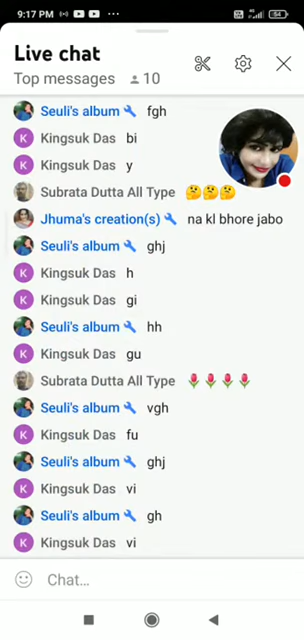 9:17 PM
84
Live chat
Top messages 10
Seuli's album fgh
K Kingsuk Das bi
K Kingsuk Das y
Subrata Dutta All Type 🤔🤔🤔
Jhuma's creation(s) na kl bhore jabo
Seuli's album ghj
K Kingsuk Das h
K Kingsuk Das gi
Seuli's album hh
K Kingsuk Das gu
Subrata Dutta All Type 🌷🌷🌷🌷
Seuli's album vgh
K Kingsuk Das fu
Seuli's album ghj
K Kingsuk Das vi
Seuli's album gh
K Kingsuk Das vi
Chat...